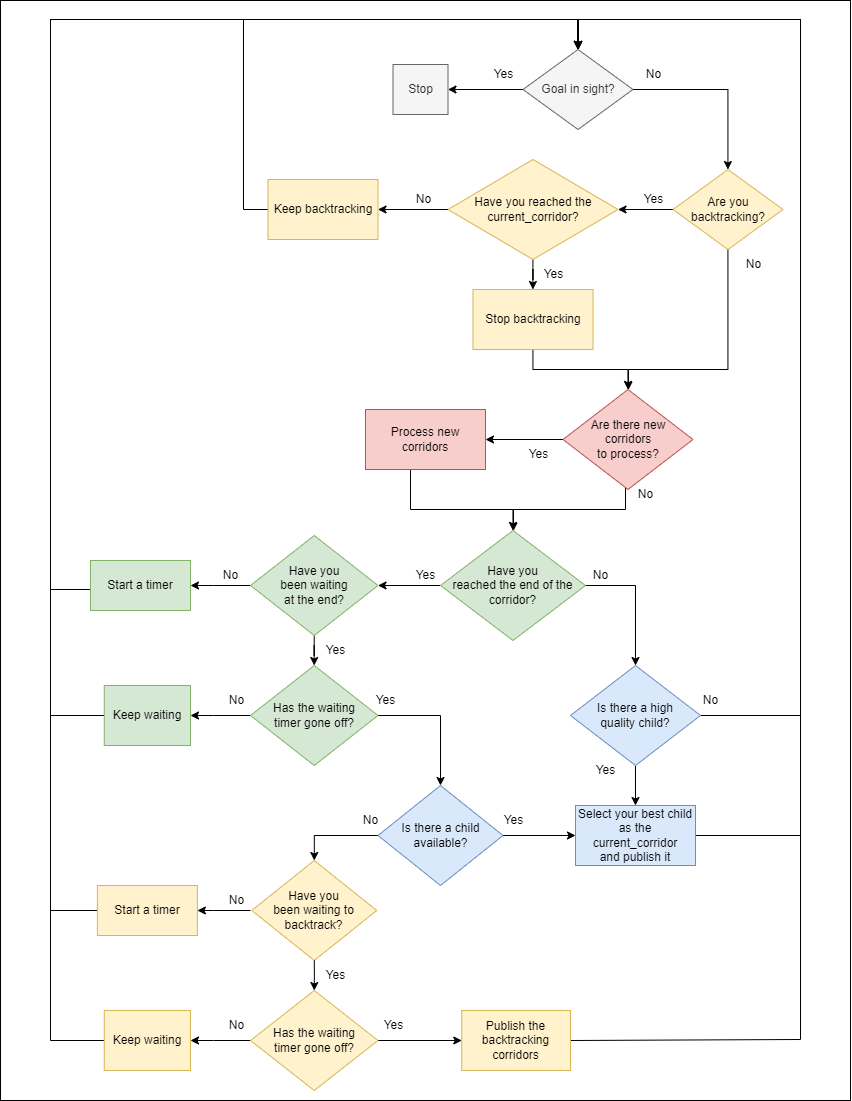 Yes
No
Stop
Goal in sight?
Keep backtracking
No
Have you reached the
current_corridor?
Yes
Are you
backtracking?
Yes
No
Stop backtracking
Process new
corridors
Yes
Are there new
corridors
to process?
No
Start a timer
No
Have you
been waiting
at the end?
Yes
Have you
reached the end of the
corridor?
No
Yes
Keep waiting
No
Has the waiting
timer gone off?
Yes
Is there a high
quality child?
No
Yes
No
Is there a child
available?
Yes
Select your best child
as the
current_corridor
and publish it
Start a timer
No
Have you
been waiting to
backtrack?
Yes
Keep waiting
No
Has the waiting
timer gone off?
Yes
Publish the
backtracking
corridors